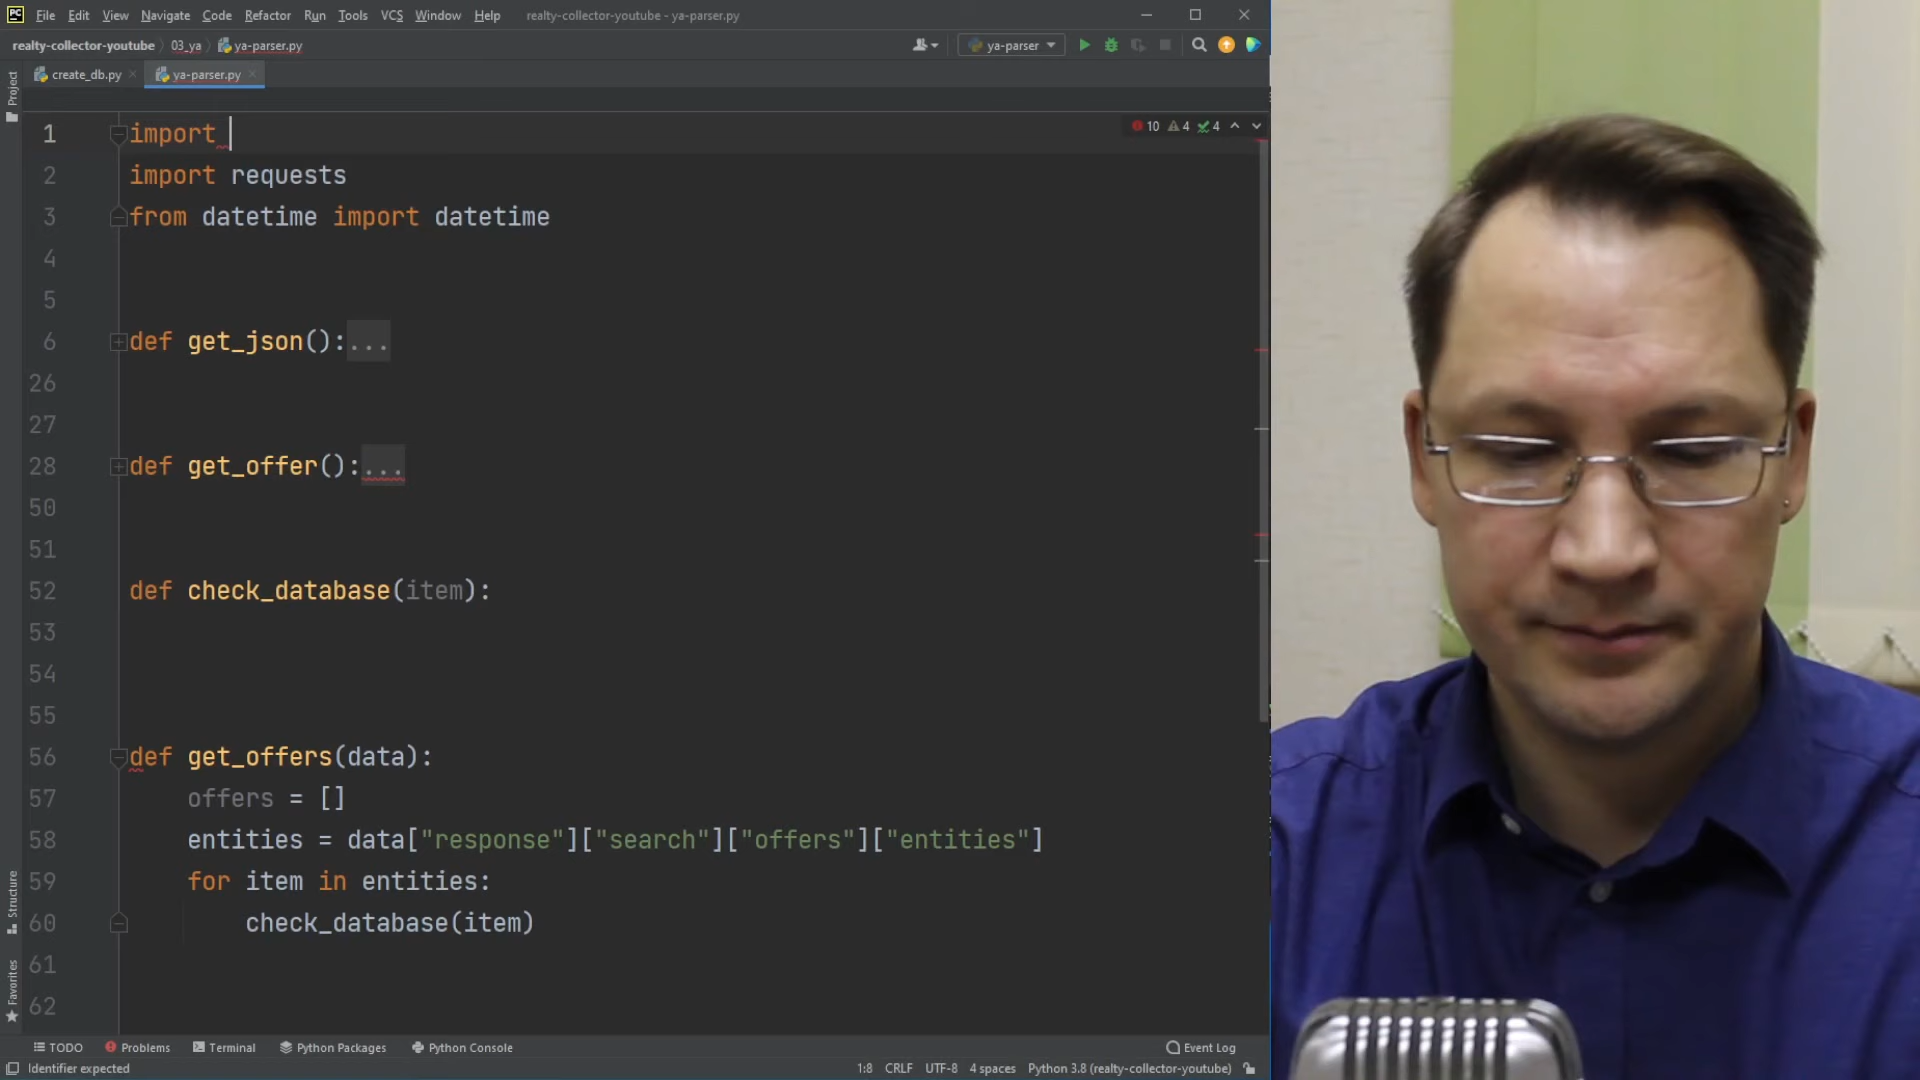 File Edit View Navigate Code Refactor Run Tools VCS Window Help realty-collector-youtube - ya-parser.py
realty-collector-youtube 03_ya ya-parser.py ya-parser
create_db.py ya-parser.py
Project
10 4 4
1 import
2 import requests
3 from datetime import datetime
4
5
6 def get_json():...
26
27
28 def get_offer():...
50
51
52 def check_database(item):
53
54
55
56 def get_offers(data):
57 offers = []
58 entities = data["response"]["search"]["offers"]["entities"]
59 for item in entities:
60 check_database(item)
61
62
Structure
Favorites
TODO Problems Terminal Python Packages Python Console Event Log
Identifier expected 1:8 CRLF UTF-8 4 spaces Python 3.8 (realty-collector-youtube)